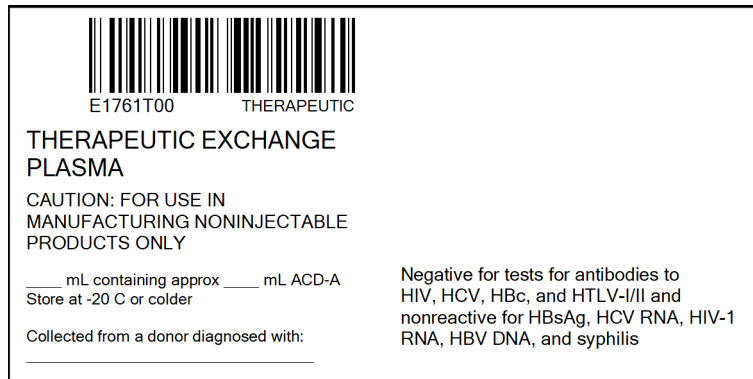 E1761T00 THERAPEUTIC
THERAPEUTIC EXCHANGE
PLASMA
CAUTION: FOR USE IN
MANUFACTURING NONINJECTABLE
PRODUCTS ONLY
____ mL containing approx ____ mL ACD-A
Store at -20 C or colder
Collected from a donor diagnosed with:
_________________________________
Negative for tests for antibodies to
HIV, HCV, HBc, and HTLV-I/II and
nonreactive for HBsAg, HCV RNA, HIV-1
RNA, HBV DNA, and syphilis